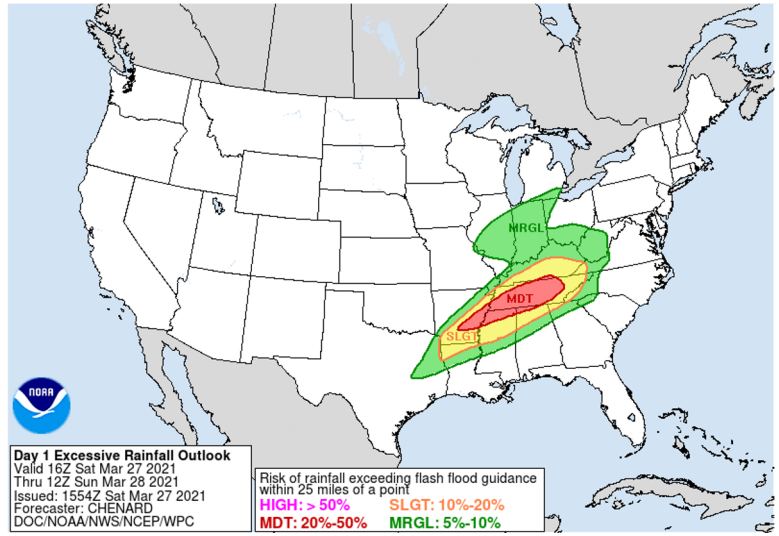 MRGL
MDT
SLGT
NOAA
Day 1 Excessive Rainfall Outlook
Valid 16Z Sat Mar 27 2021
Thru 12Z Sun Mar 28 2021
Issued: 1554Z Sat Mar 27 2021
Forecaster: CHENARD
DOC/NOAA/NWS/NCEP/WPC
Risk of rainfall exceeding flash flood guidance
within 25 miles of a point
HIGH: > 50% SLGT: 10%-20%
MDT: 20%-50% MRGL: 5%-10%